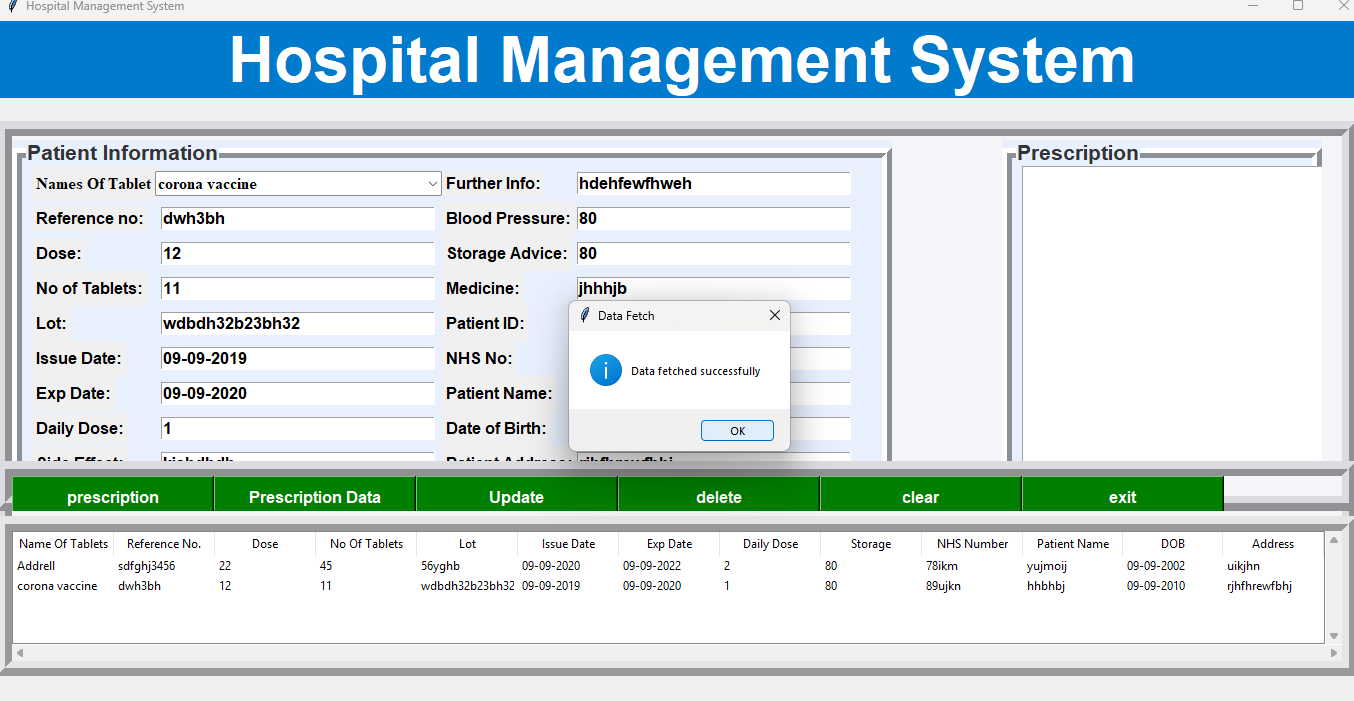 Hospital Management System
Hospital Management System
Patient Information
Prescription
Names Of Tablet corona vaccine Further Info: hdehfewfhweh
Reference no: dwh3bh Blood Pressure: 80
Dose: 12 Storage Advice: 80
No of Tablets: 11 Medicine: jhhhjb
Lot: wdbdh32b23bh32 Patient ID:
Issue Date: 09-09-2019 NHS No:
Exp Date: 09-09-2020 Patient Name:
Daily Dose: 1 Date of Birth:
Side Effect: Patient Address: rjhfhrewfbhj
Data Fetch
Data fetched successfully
OK
prescription Prescription Data Update delete clear exit
Name Of Tablets Reference No. Dose No Of Tablets Lot Issue Date Exp Date Daily Dose Storage NHS Number Patient Name DOB Address
Addrell sdfghj3456 22 45 56yghb 09-09-2020 09-09-2022 2 80 78ikm yujmoij 09-09-2002 uikjhn
corona vaccine dwh3bh 12 11 wdbdh32b23bh32 09-09-2019 09-09-2020 1 80 89ujkn hhbhbj 09-09-2010 rjhfhrewfbhj